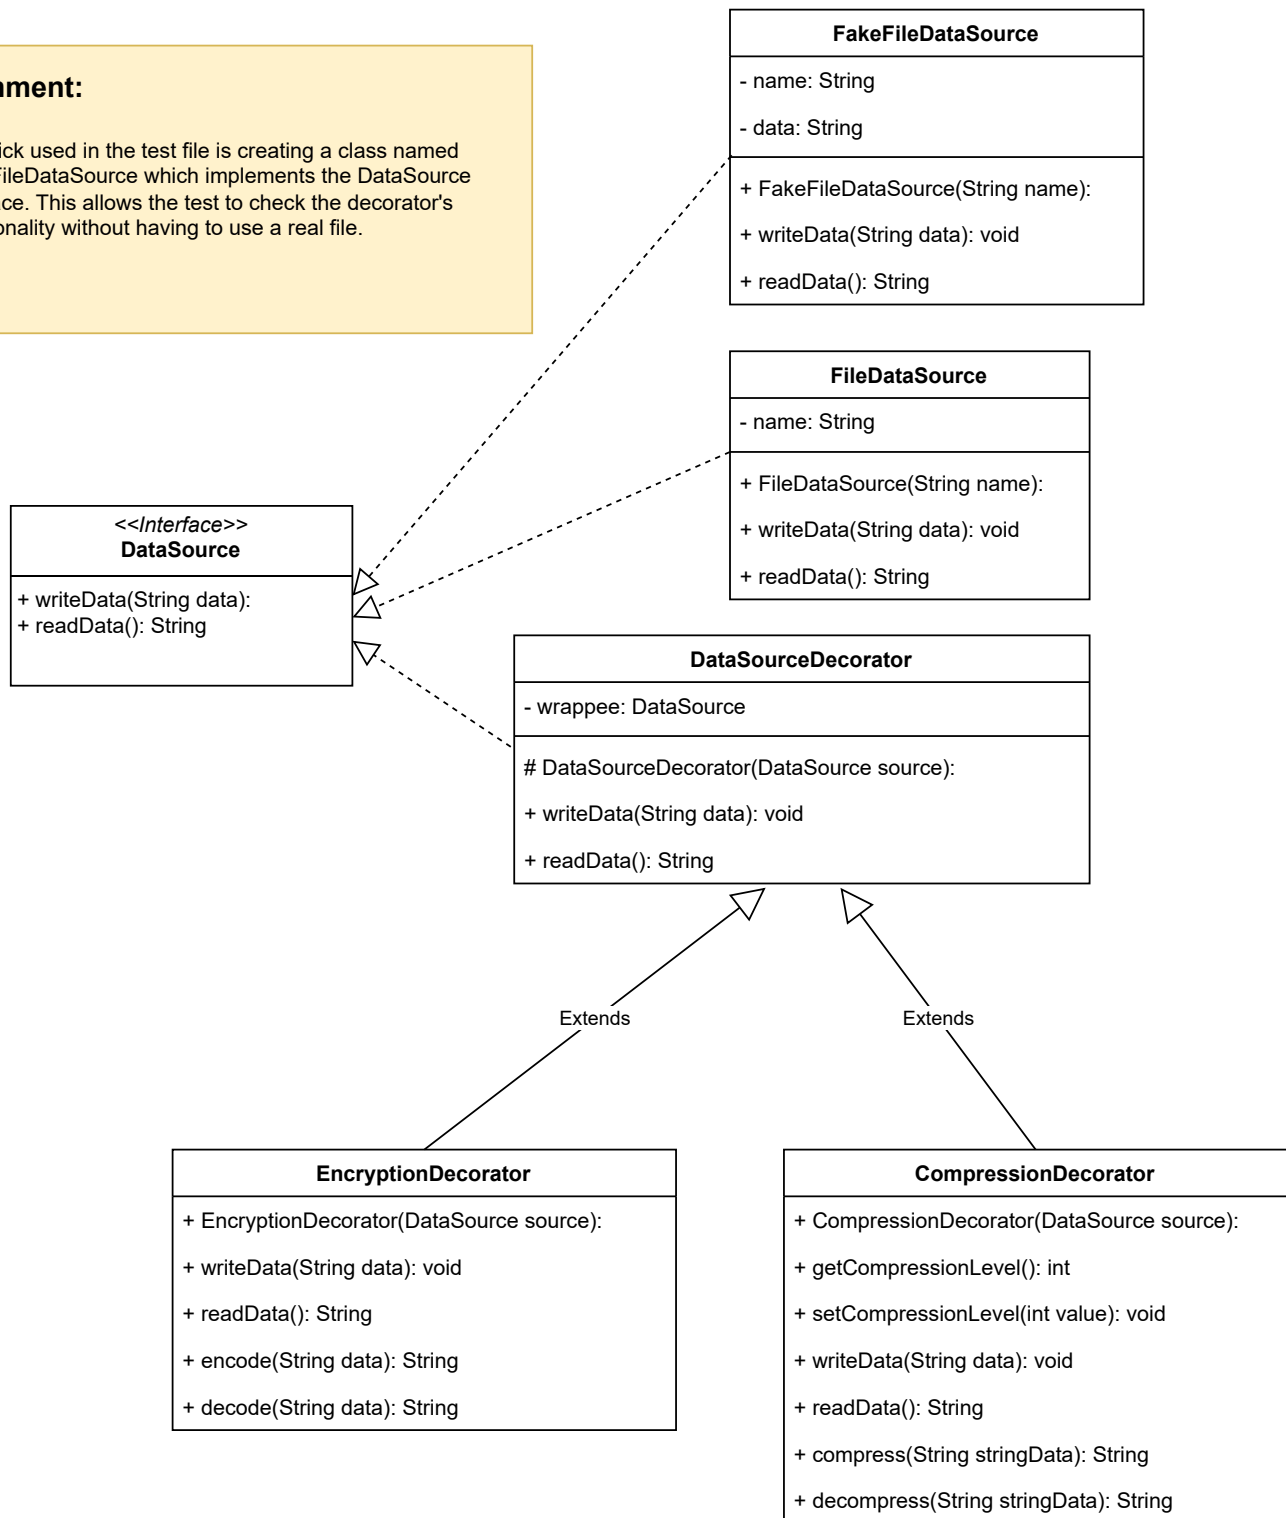 FakeFileDataSource
- name: String
- data: String
+ FakeFileDataSource(String name):
+ writeData(String data): void
+ readData(): String
used in the test file is creating a class named
which implements the DataSource
This allows the test to check the decorator's
without having to use a real file.
FileDataSource
- name: String
+ FileDataSource(String name):
+ writeData(String data): void
+ readData(): String
<<Interface>>
DataSource
+ writeData(String data):
+ readData(): String
DataSourceDecorator
- wrappee: DataSource
# DataSourceDecorator(DataSource source):
+ writeData(String data): void
+ readData(): String
Extends
Extends
EncryptionDecorator
+ EncryptionDecorator(DataSource source):
+ writeData(String data): void
+ readData(): String
+ encode(String data): String
+ decode(String data): String
CompressionDecorator
+ CompressionDecorator(DataSource source):
+ getCompressionLevel(): int
+ setCompressionLevel(int value): void
+ writeData(String data): void
+ readData(): String
+ compress(String stringData): String
+ decompress(String stringData): String